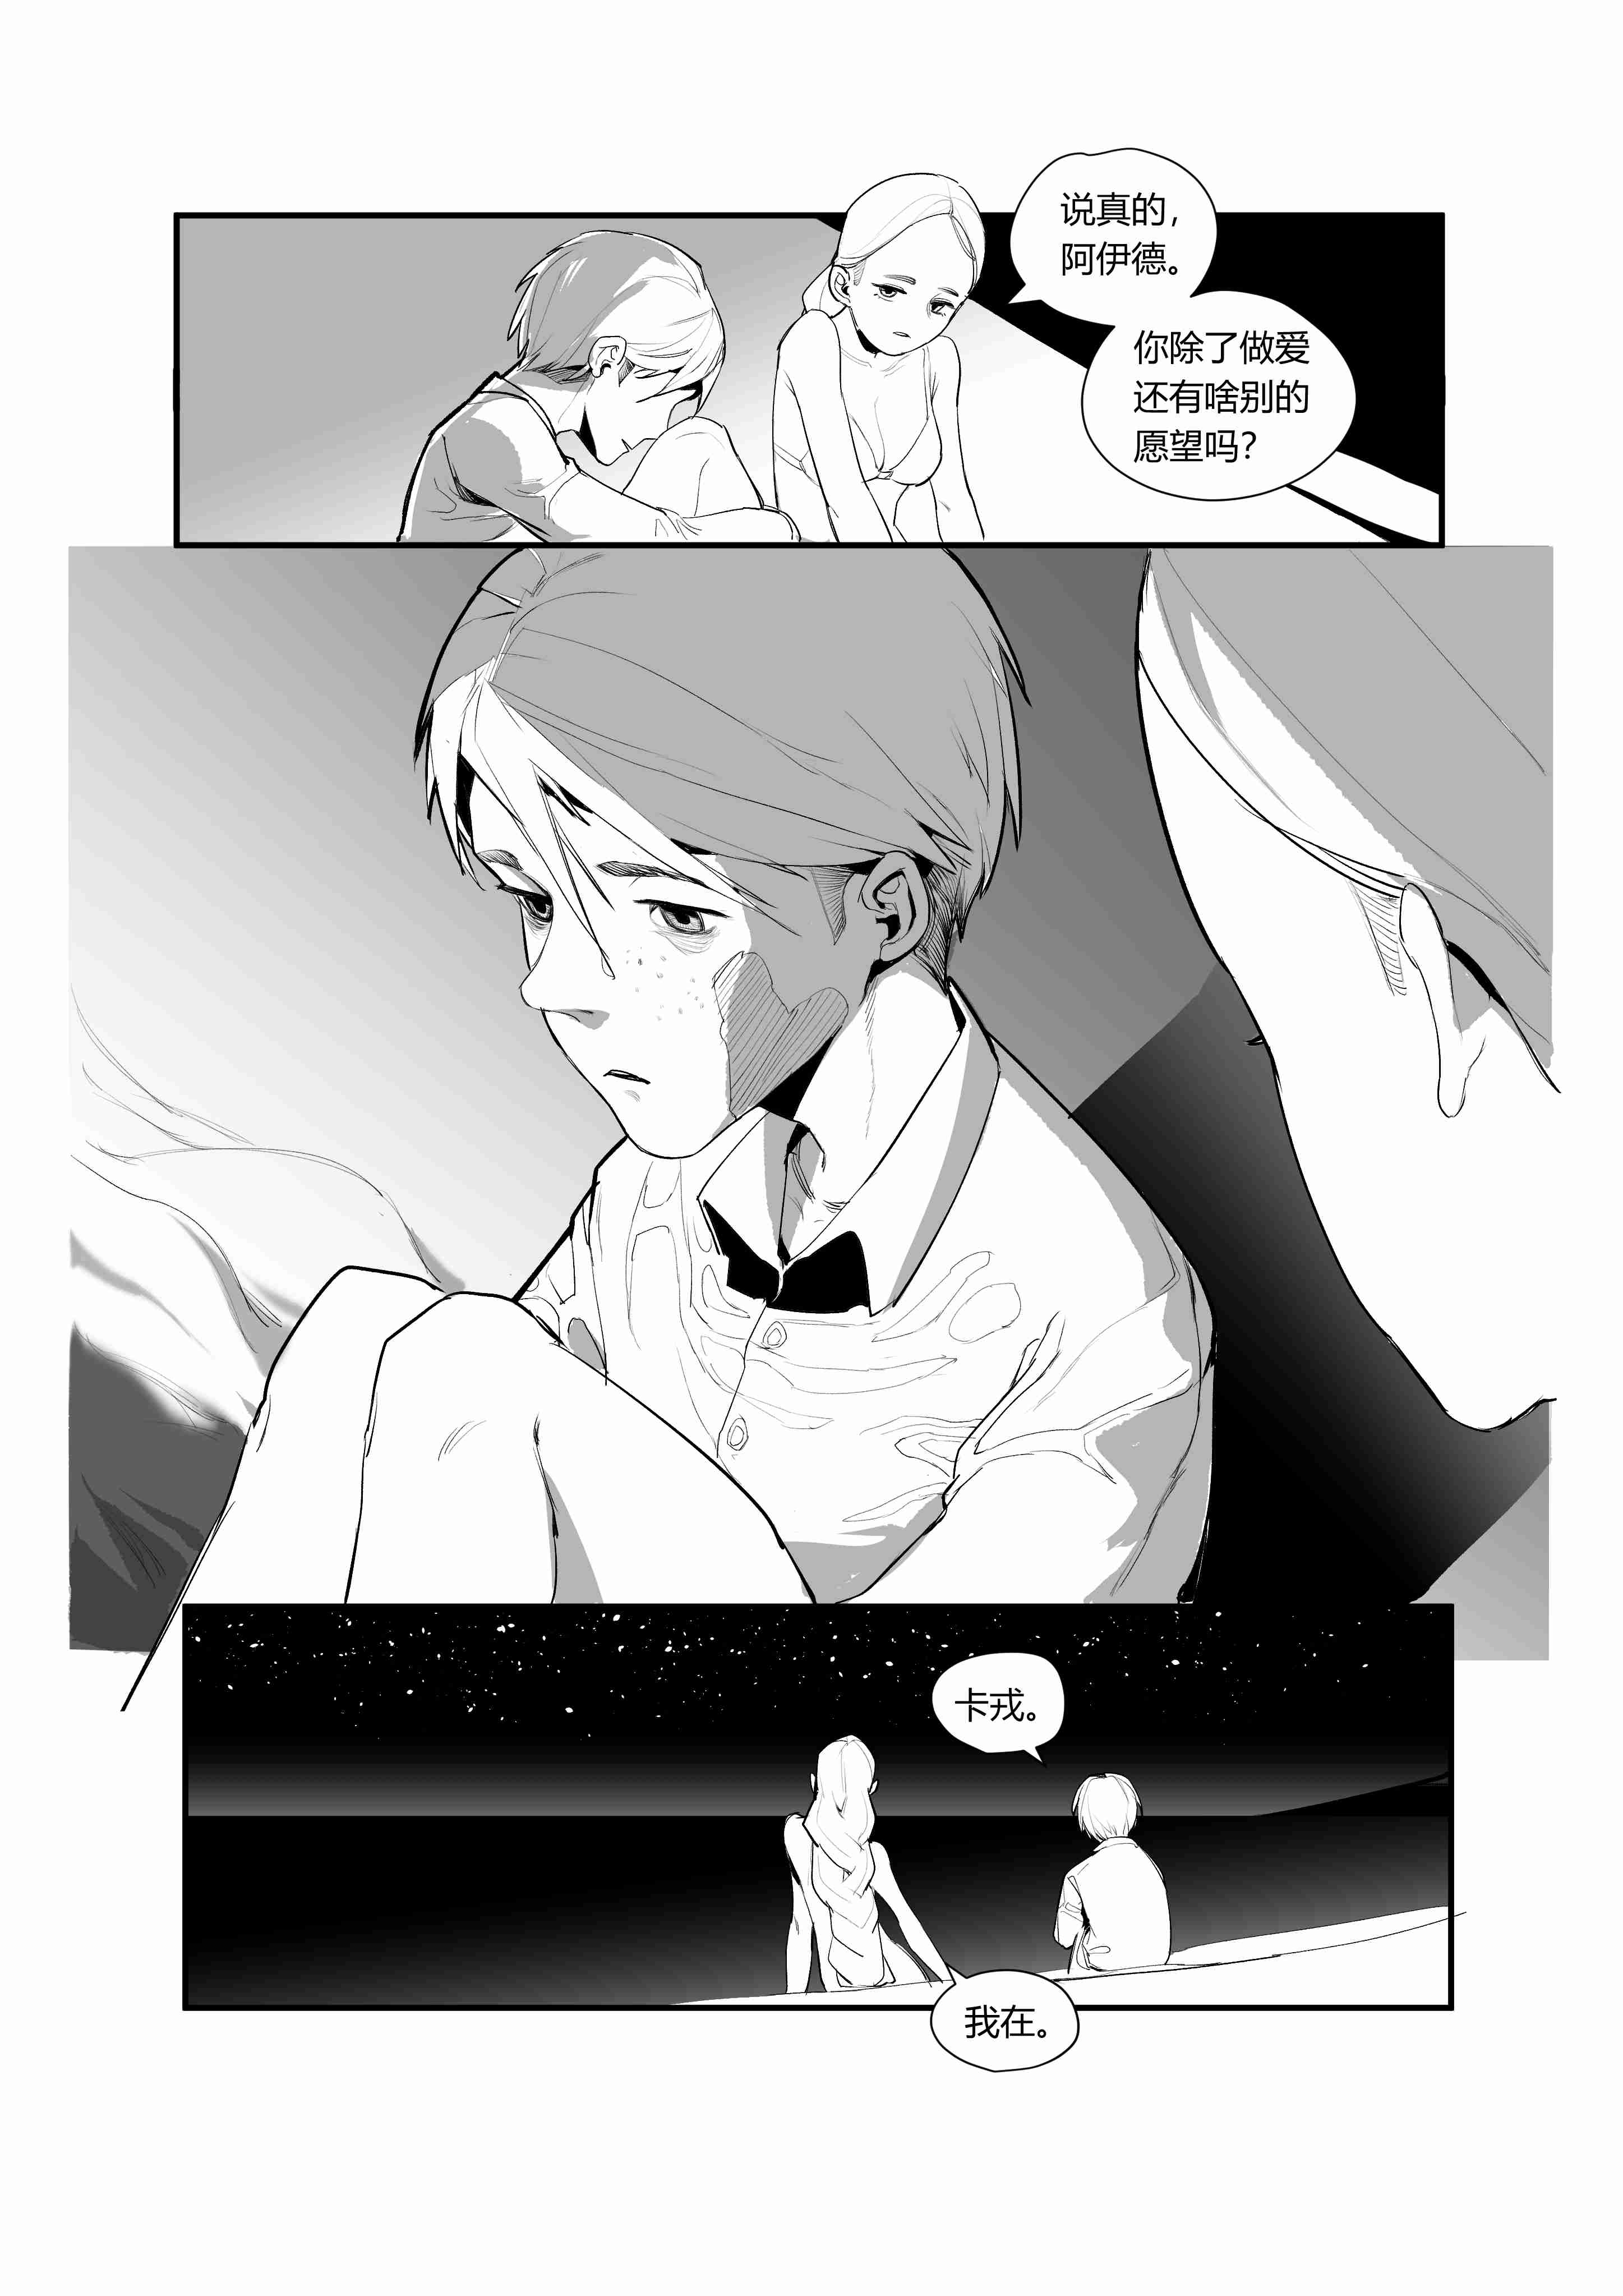 说真的，
阿伊德。
你除了做爱
还有啥别的
愿望吗？
卡戎。
我在。